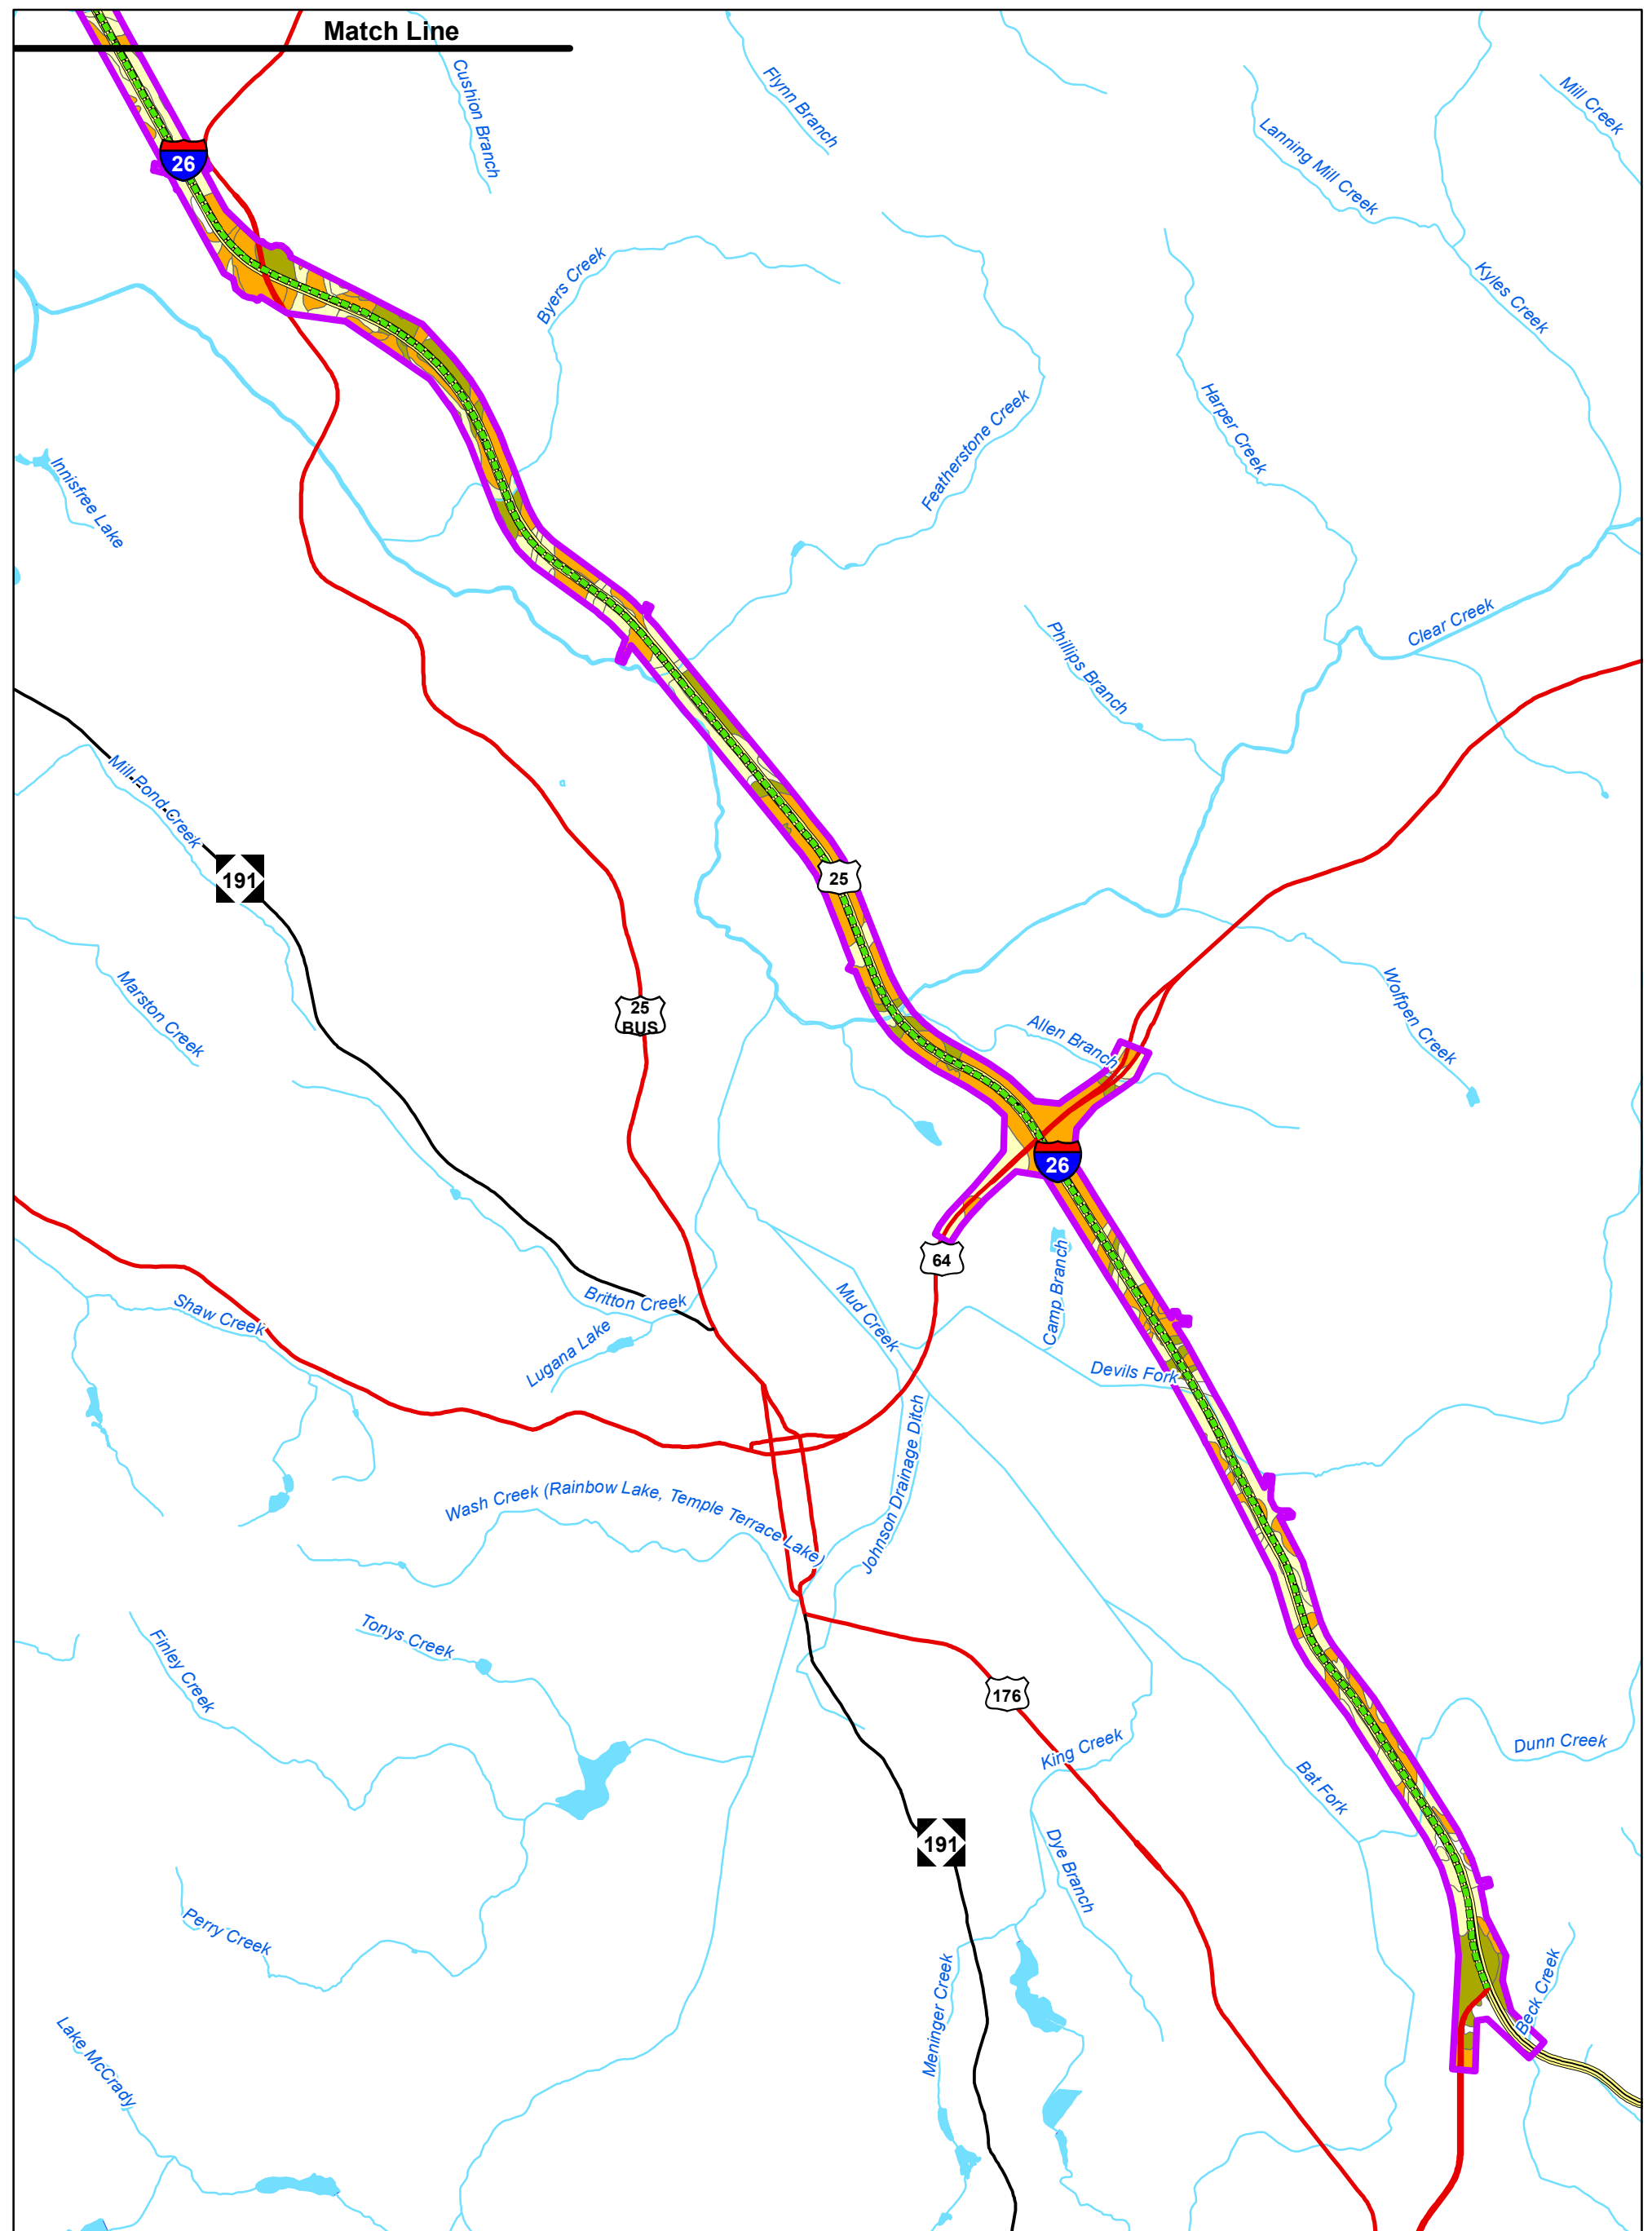 Match Line
Cushion Branch
Flynn Branch
Mill Creek
Lanning Mill Creek
26
Kyles Creek
Byers Creek
Harper Creek
Featherstone Creek
Innisfree Lake
Clear Creek
Phillips Branch
Mill Pond Creek
191
25
Marston Creek
25
BUS
Wolfpen Creek
Allen Branch
26
64
Camp Branch
Britton Creek
Shaw Creek
Mud Creek
Lugana Lake
Devils Fork
Johnson Drainage Ditch
Wash Creek (Rainbow Lake, Temple Terrace Lake)
Tonys Creek
Finley Creek
176
King Creek
Dunn Creek
Bat Fork
191
Dye Branch
Perry Creek
Meninger Creek
Beck Creek
Lake McCrady